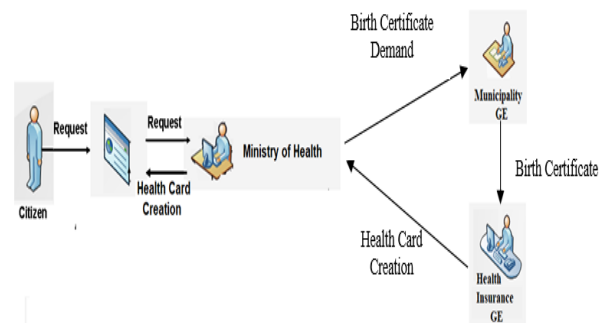 Birth Certificate
Demand
Municipality
GE
Request
Request
Ministry of Health
Health Card
Creation
Citizen
Birth Certificate
Health Card
Creation
Health
Insurance
GE